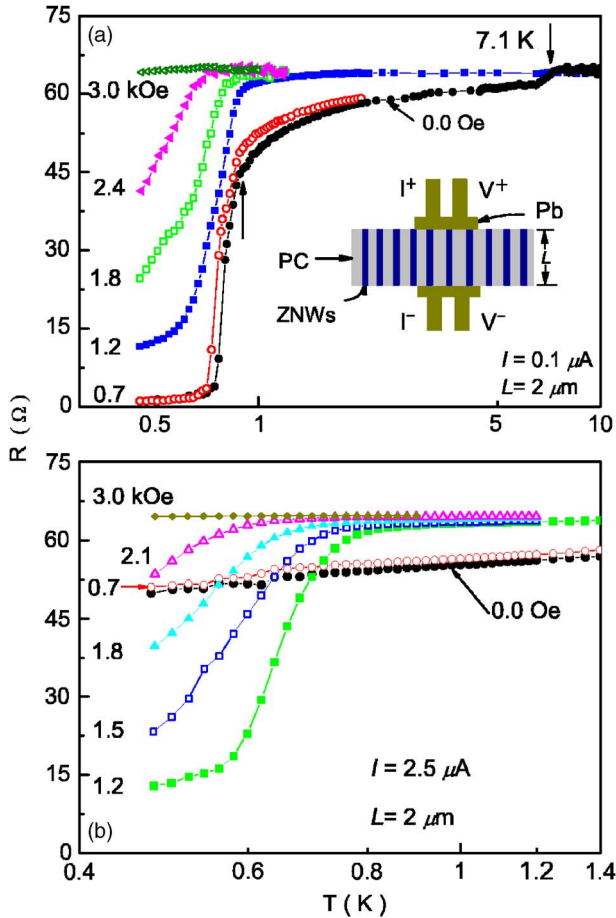 75
(a)
7.1 K
60
3.0 kOe
0.0 Oe
45
2.4
I+ V+
Pb
30
1.8
PC
L
ZNWs
I− V−
15
1.2
I = 0.1 μA
0.7
L= 2 μm
0
0.5 1 5 10
R (Ω)
75
3.0 kOe
60
2.1
0.7
0.0 Oe
45
1.8
30
1.5
I = 2.5 μA
15
1.2
L= 2 μm
(b)
0
0.4 0.6 0.8 1 1.2 1.4
T ( K )